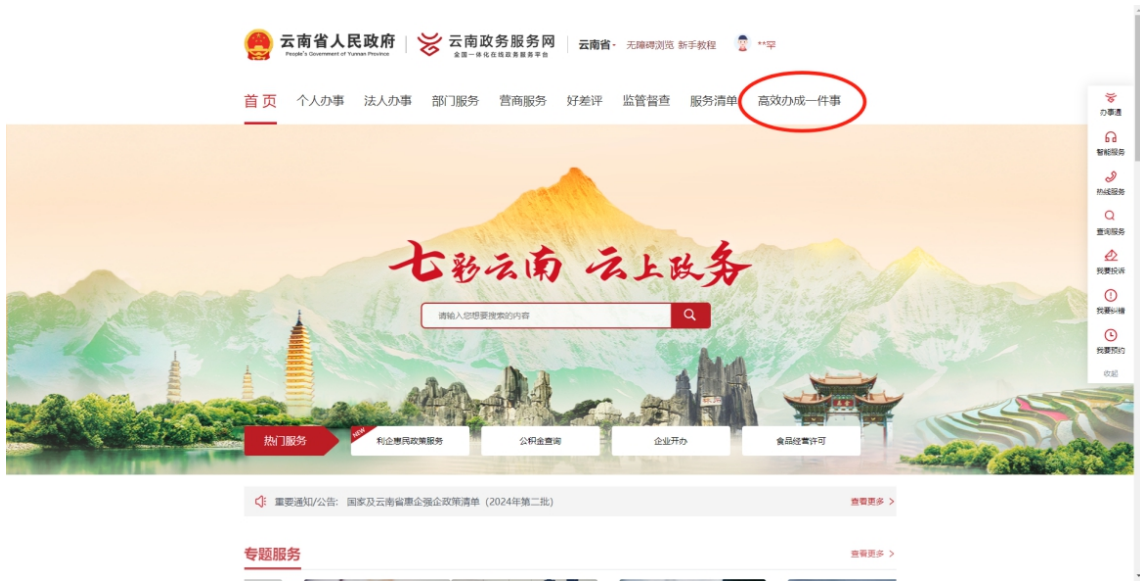 云南省人民政府
People's Government of Yunnan Province
云南政务服务网
全国一体化在线政务服务平台
云南省
无障碍浏览 新手教程
**罕
首页 个人办事 法人办事 部门服务 营商服务 好差评 监管督查 服务清单 高效办成一件事
办事通
智能服务
热线服务
查询服务
我要投诉
我要纠错
我要预约
收起
七彩云南 云上政务
请输入您想要搜索的内容
热门服务
NEW
利企惠民政策服务
公积金查询
企业开办
食品经营许可
重要通知/公告: 国家及云南省惠企强企政策清单（2024年第二批）
查看更多 >
专题服务
查看更多 >